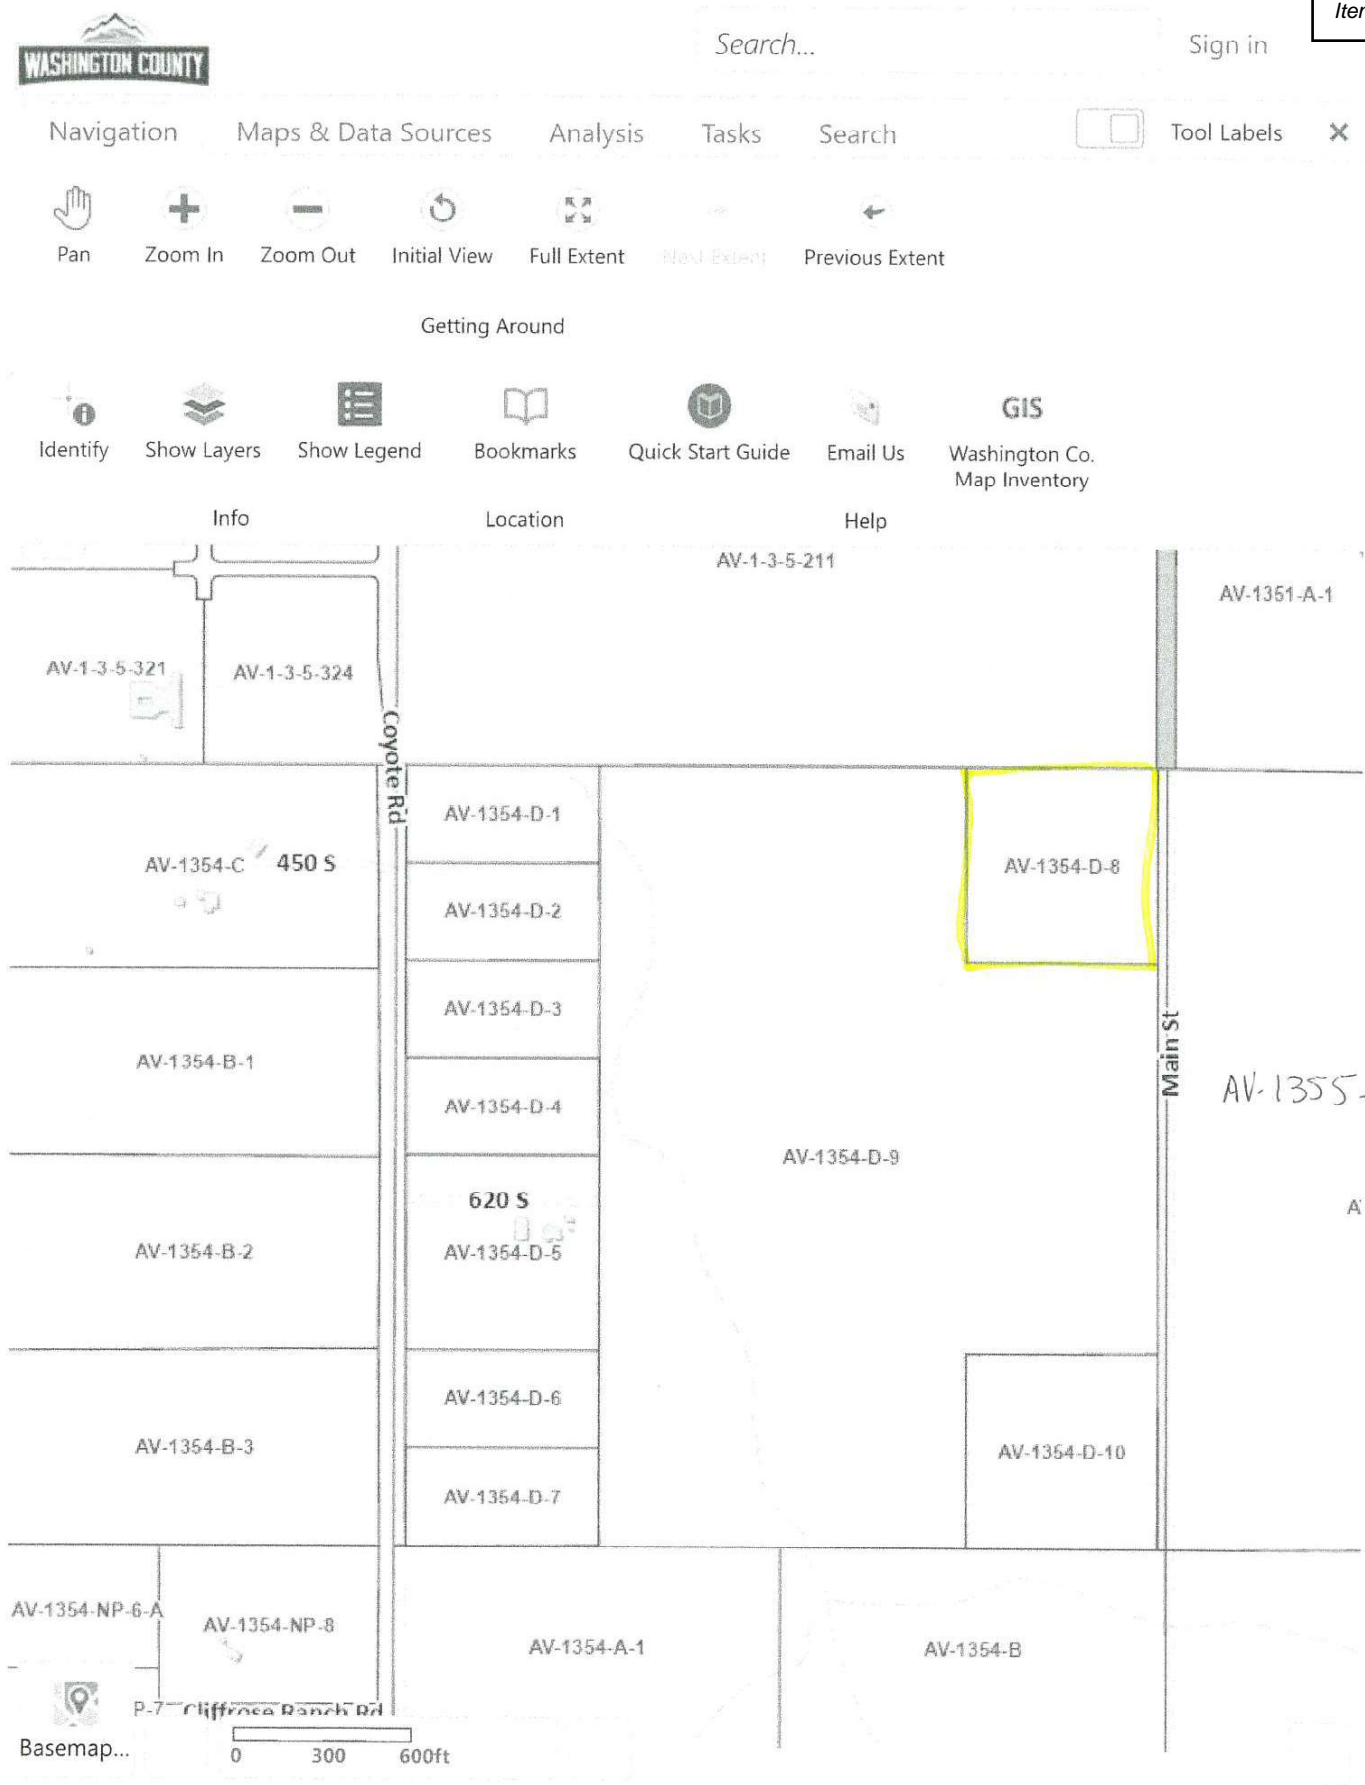 Iter
WASHINGTON COUNTY
Search...
Sign in
Navigation Maps & Data Sources Analysis Tasks Search Tool Labels ×
Pan Zoom In Zoom Out Initial View Full Extent Next Extent Previous Extent
Getting Around
Identify Show Layers Show Legend Bookmarks Quick Start Guide Email Us GIS
Washington Co.
Map Inventory
Info Location Help
AV-1-3-5-211
AV-1351-A-1
AV-1-3-5-321
AV-1-3-5-324
Coyote Rd
AV-1354-D-1
AV-1354-C 450 S
AV-1354-D-8
AV-1354-D-2
AV-1354-D-3
AV-1354-B-1
Main St
AV-1355-
AV-1354-D-4
AV-1354-D-9
620 S
AV-1354-B-2
AV-1354-D-5
AV-1354-D-6
AV-1354-B-3
AV-1354-D-10
AV-1354-D-7
AV-1354-NP-6-A
AV-1354-NP-8
AV-1354-A-1
AV-1354-B
P-7
Cliffrose Ranch Rd
Basemap...
0 300 600ft